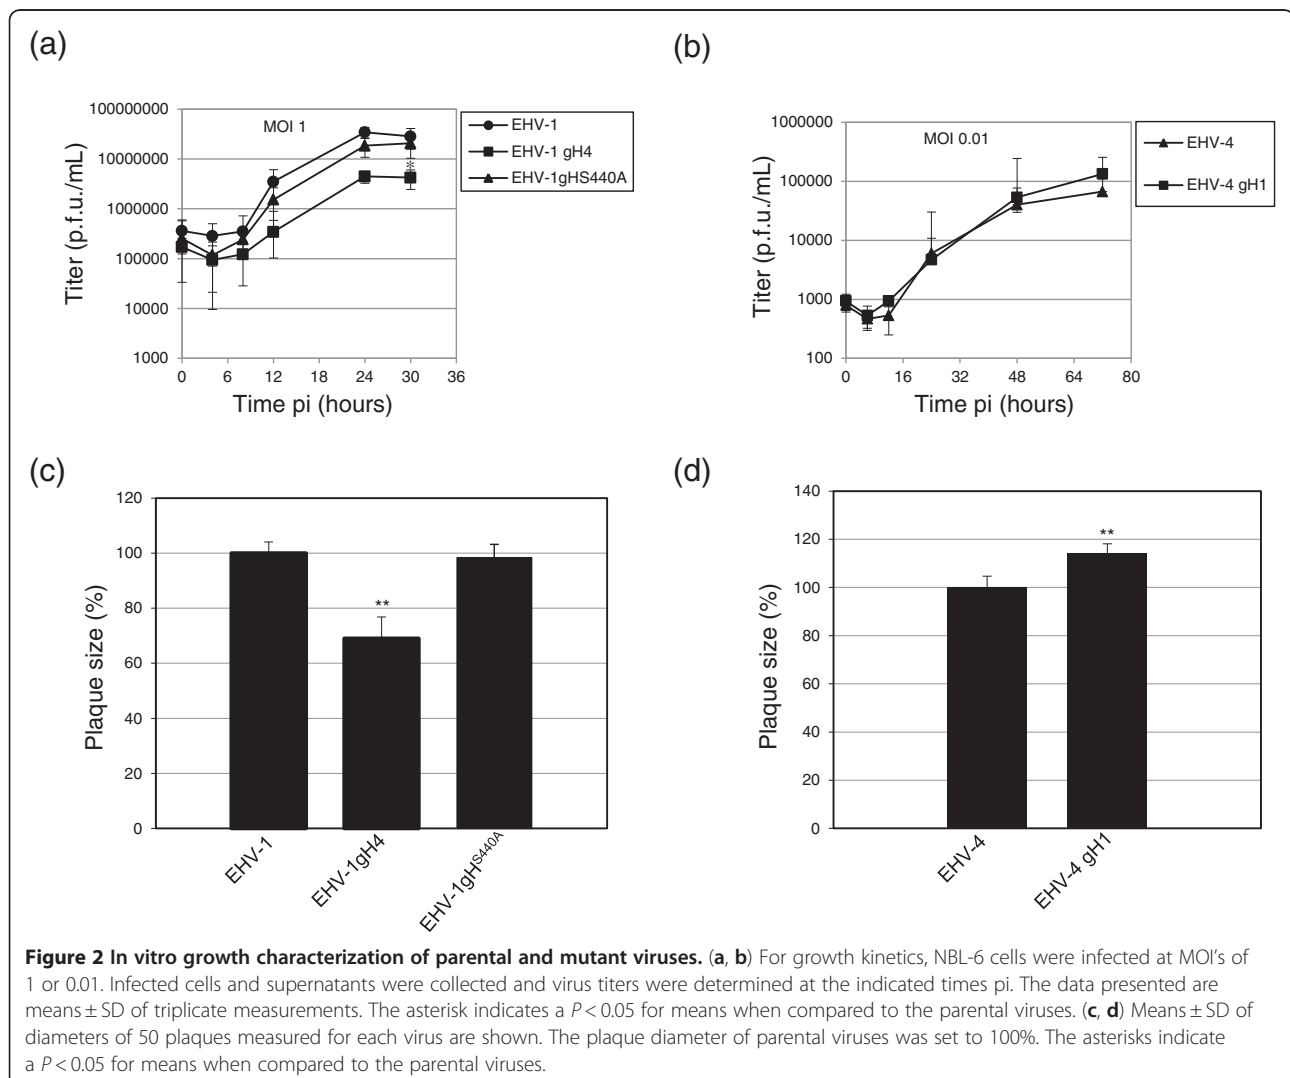 (a)
100000000
10000000
1000000
100000
10000
1000
Titer (p.f.u./mL)
MOI 1
*
0 6 12 18 24 30 36
Time pi (hours)
EHV-1
EHV-1 gH4
EHV-1gHS440A
(b)
1000000
100000
10000
1000
100
Titer (p.f.u./mL)
MOI 0.01
0 16 32 48 64 80
Time pi (hours)
EHV-4
EHV-4 gH1
(c)
120
100
80
60
40
20
0
Plaque size (%)
**
EHV-1
EHV-1gH4
EHV-1gHS440A
(d)
140
120
100
80
60
40
20
0
Plaque size (%)
**
EHV-4
EHV-4 gH1
Figure 2 In vitro growth characterization of parental and mutant viruses. (a, b) For growth kinetics, NBL-6 cells were infected at MOI's of
1 or 0.01. Infected cells and supernatants were collected and virus titers were determined at the indicated times pi. The data presented are
means ± SD of triplicate measurements. The asterisk indicates a P < 0.05 for means when compared to the parental viruses. (c, d) Means ± SD of
diameters of 50 plaques measured for each virus are shown. The plaque diameter of parental viruses was set to 100%. The asterisks indicate
a P < 0.05 for means when compared to the parental viruses.